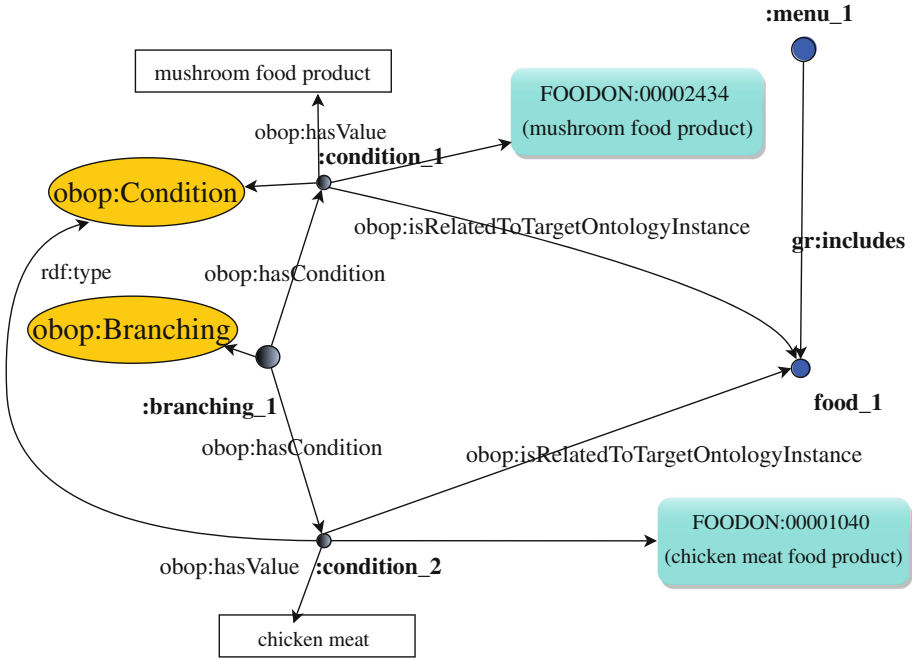 :menu_1
mushroom food product
FOODON:00002434
(mushroom food product)
obop:hasValue
:condition_1
obop:Condition
obop:isRelatedToTargetOntologyInstance
gr:includes
rdf:type
obop:hasCondition
obop:Branching
:branching_1
food_1
obop:hasCondition
obop:isRelatedToTargetOntologyInstance
FOODON:00001040
(chicken meat food product)
obop:hasValue
:condition_2
chicken meat